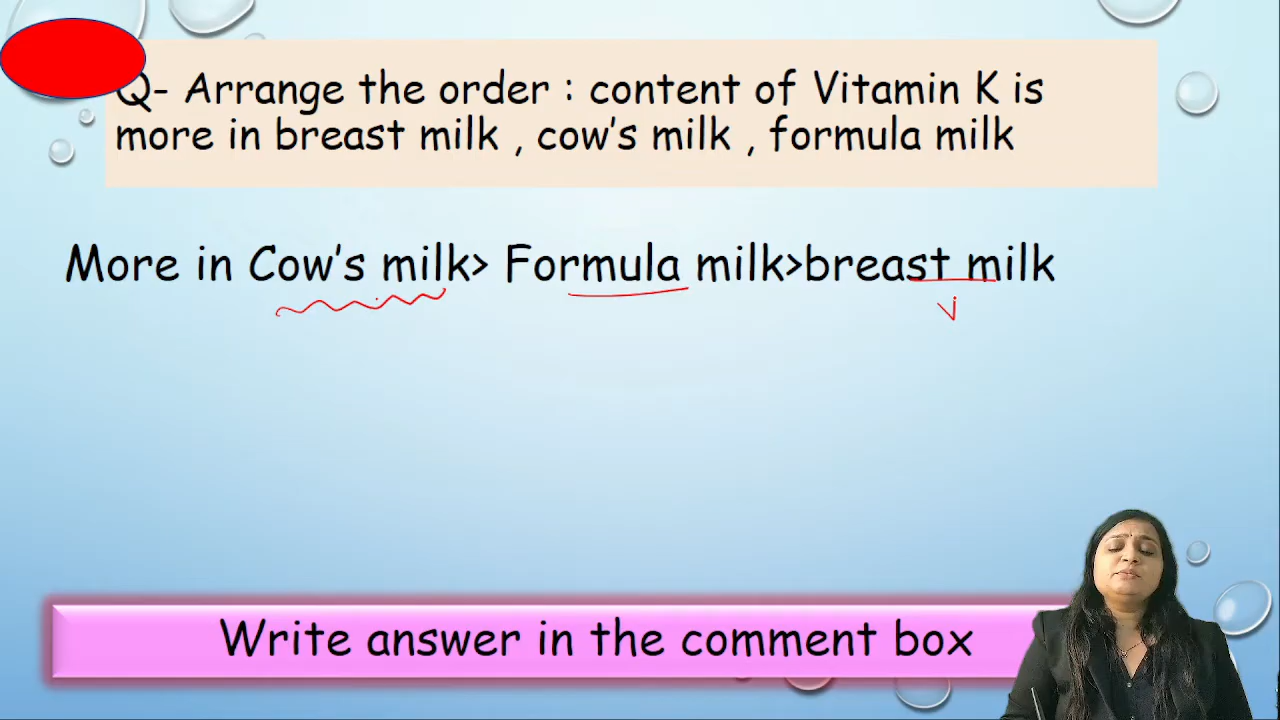 Q- Arrange the order : content of Vitamin K is
more in breast milk , cow's milk , formula milk
More in Cow's milk> Formula milk>breast milk
Write answer in the comment box